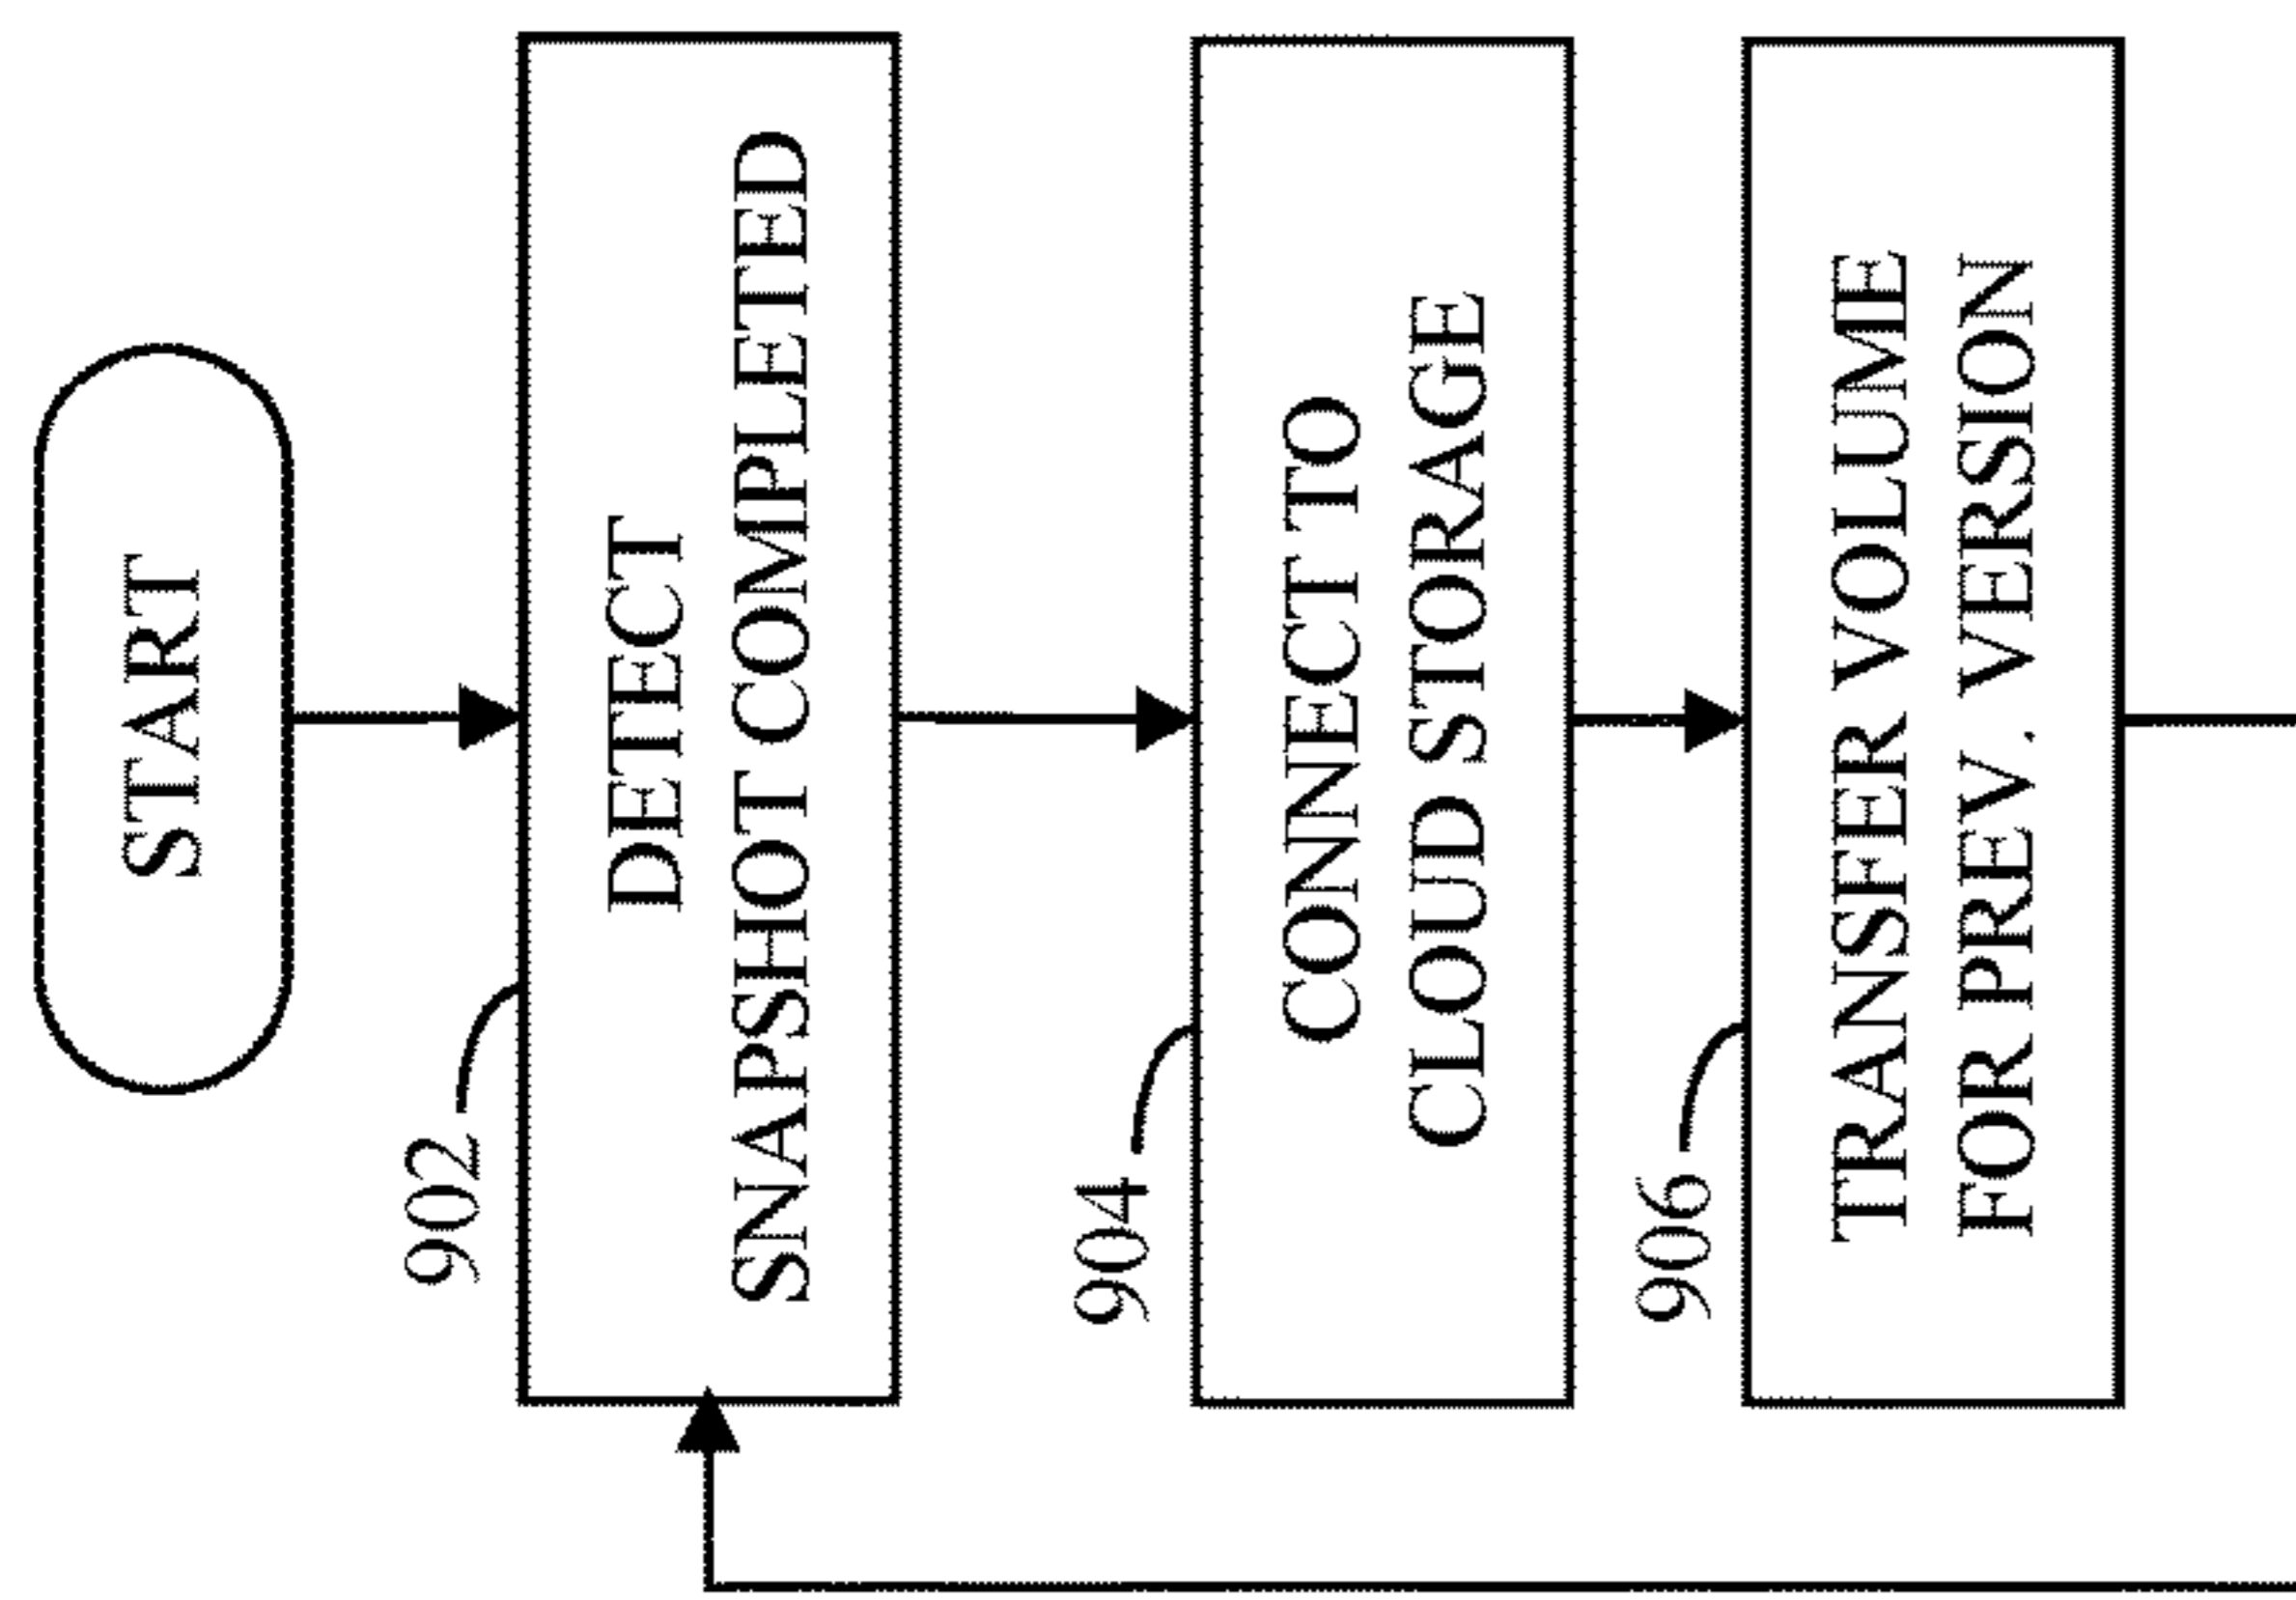 START
902
DETECT
SNAPSHOT COMPLETED
904
CONNECT TO
CLOUD STORAGE
906
TRANSFER VOLUME
FOR PREV. VERSION